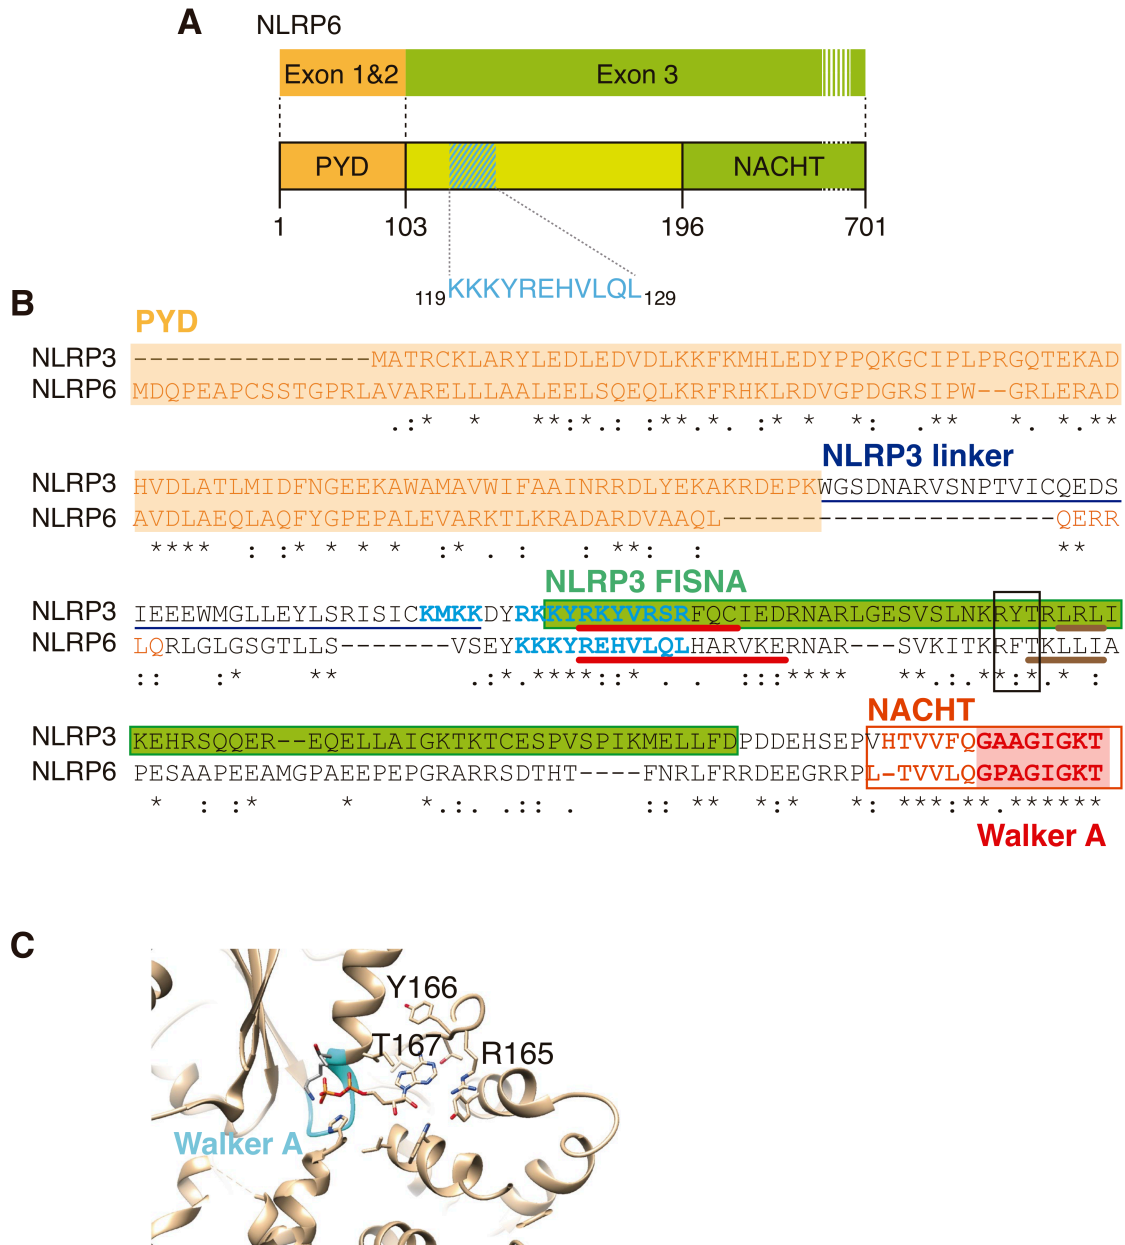 A NLRP6
Exon 1&2 Exon 3
PYD NACHT
1 103 196 701
119KKKYREHVLQL129
B
PYD
NLRP3 ---------------MATRCKLARYLEDLEDVDLKKFKMHLEDYPPQKGCIPLPRGQTEKAD
NLRP6 MDQPEAPCSSTGPRLAVARELLLAALEELSQEQLKRFRHKLRDVGPDGRSIPW--GRLERAD
.:* * **:*.: :**.*. :* * *: .** *. *.**
NLRP3 linker
NLRP3 HVDLATLMIDFNGEEKAWAMAVWIFAAINRRDLYEKAKRDEPKWGSDNARVSNPTVICQEDS
NLRP6 AVDLAEQLAQFYGPEPALEVARKTLKRADARDVAAQL---------------------QERR
**** : :* * * * :* . : : **: : **
NLRP3 FISNA
NLRP3 IEEEWMGLLEYLSRISICKMKKDYRKKYRKYVRSRFQCIEDRNARLGESVSLNKRYTRLRLI
NLRP6 LQRLGLGSGTLLS-------VSEYKKKYREHVLQLHARVKERNAR---SVKITKRFTKLLIA
:: :* ** .:*:**::* . . :::**** **.:.**:*.* :
NACHT
NLRP3 KEHRSQQER--EQELLAIGKTKTCESPVSPIKMELLFDPDDEHSEPVHTVVFQGAAGIGKT
NLRP6 PESAAPEEAMGPAEEPEPGRRSDTHT----FNRLFRRDEEGRRPL-TVVLQGPAGIGKT
* : :* * *.:: .:: . :: ** *:* * .***.**.******
Walker A
C
Y166
T167
R165
Walker A